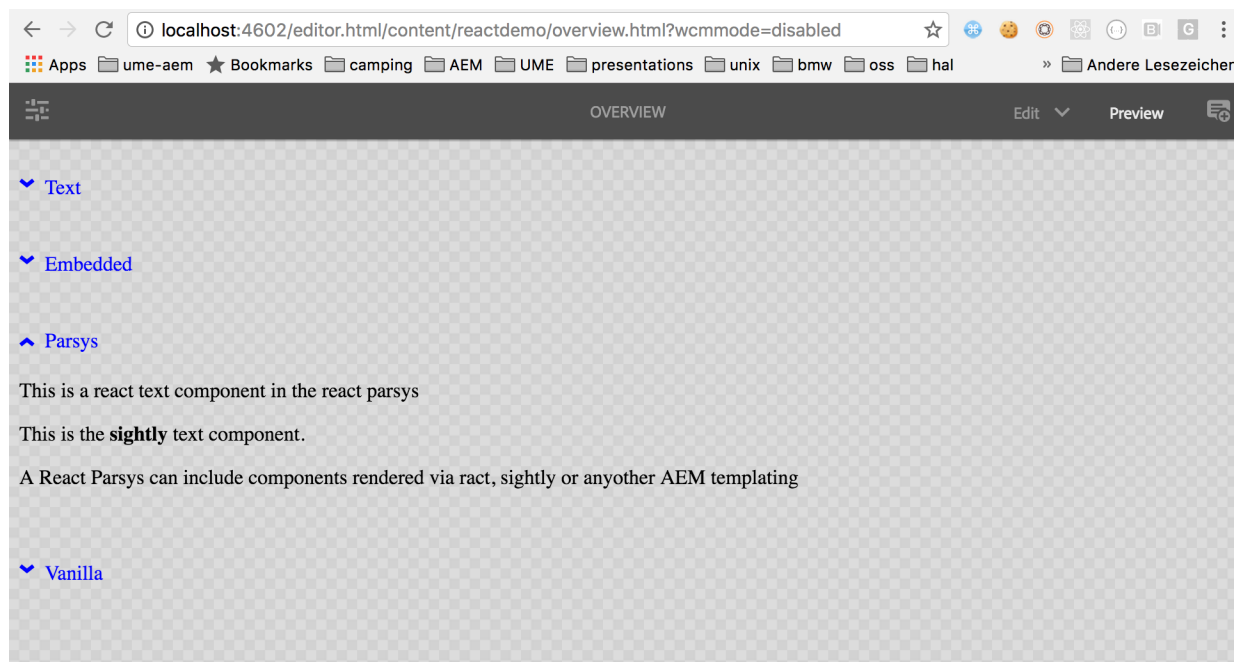 localhost:4602/editor.html/content/reactdemo/overview.html?wcmmode=disabled
Apps ume-aem Bookmarks camping AEM UME presentations unix bmw oss hal » Andere Lesezeichen
OVERVIEW Edit Preview
Text
Embedded
Parsys
This is a react text component in the react parsys
This is the sightly text component.
A React Parsys can include components rendered via ract, sightly or anyother AEM templating
Vanilla